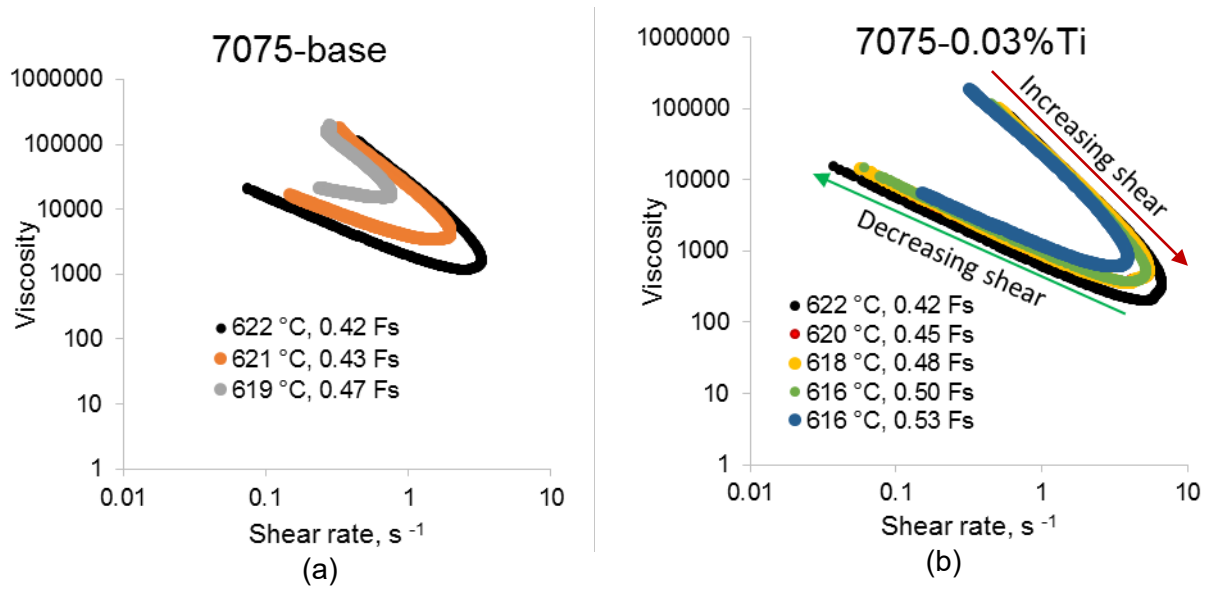 7075-base
1000000
100000
10000
1000
100
10
1
Viscosity
622 °C, 0.42 Fs
621 °C, 0.43 Fs
619 °C, 0.47 Fs
0.01
0.1
1
10
Shear rate, s -1
(a)
7075-0.03%Ti
1000000
100000
10000
1000
100
10
1
Viscosity
Increasing shear
Decreasing shear
622 °C, 0.42 Fs
620 °C, 0.45 Fs
618 °C, 0.48 Fs
616 °C, 0.50 Fs
616 °C, 0.53 Fs
0.01
0.1
1
10
Shear rate, s -1
(b)